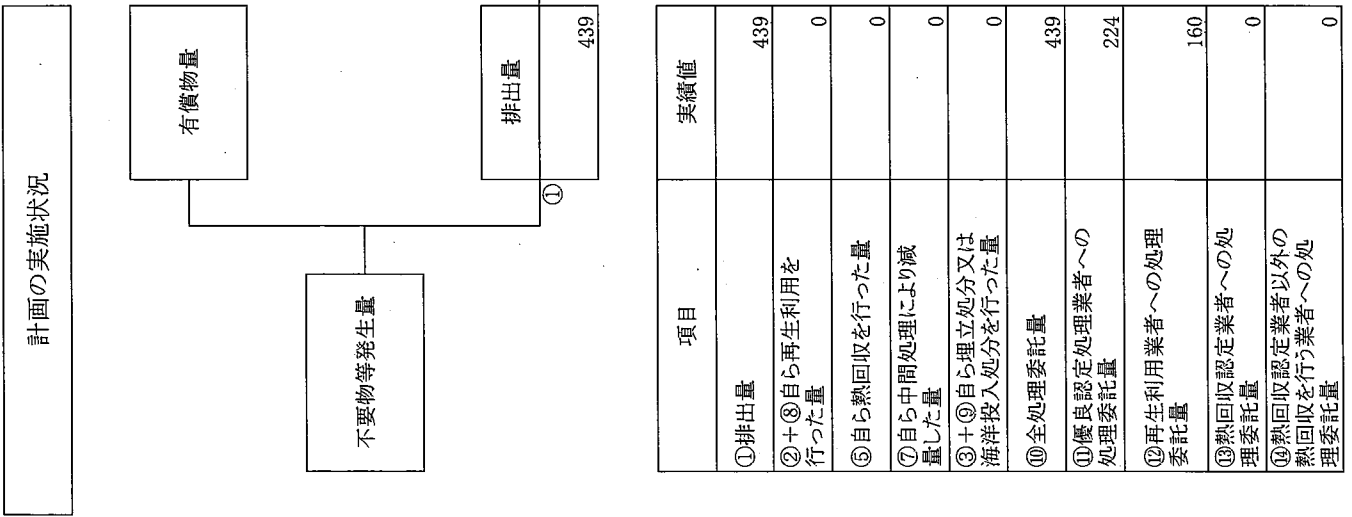 計画の実施状況
有償物量
不要物等発生量
排出量
439
①
項目
実績値
①排出量
439
②+⑧自ら再生利用を
行った量
0
⑤自ら熱回収を行った量
0
⑦自ら中間処理により減
量した量
0
③+⑨自ら埋立処分又は
海洋投入処分を行った量
0
⑩全処理委託量
439
⑪優良認定処理業者への
処理委託量
224
⑫再生利用業者への処理
委託量
160
⑬熱回収認定業者への処
理委託量
0
⑭熱回収認定業者以外の
熱回収を行う業者への処
理委託量
0